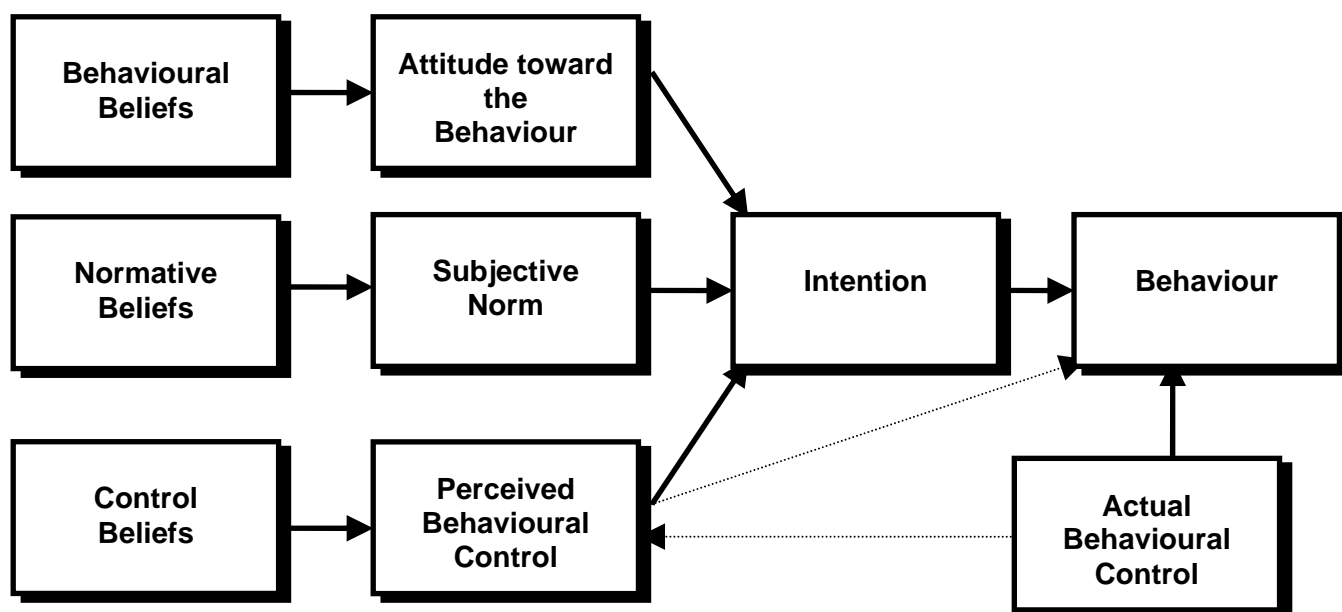 Behavioural
Beliefs
Attitude toward
the
Behaviour
Normative
Beliefs
Subjective
Norm
Intention
Behaviour
Control
Beliefs
Perceived
Behavioural
Control
Actual
Behavioural
Control